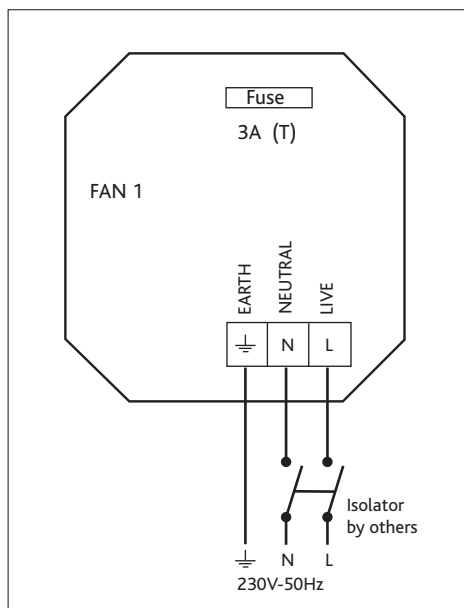 Fuse
3A (T)
FAN 1
EARTH
NEUTRAL
LIVE
N
L
Isolator
by others
N
L
230V-50Hz